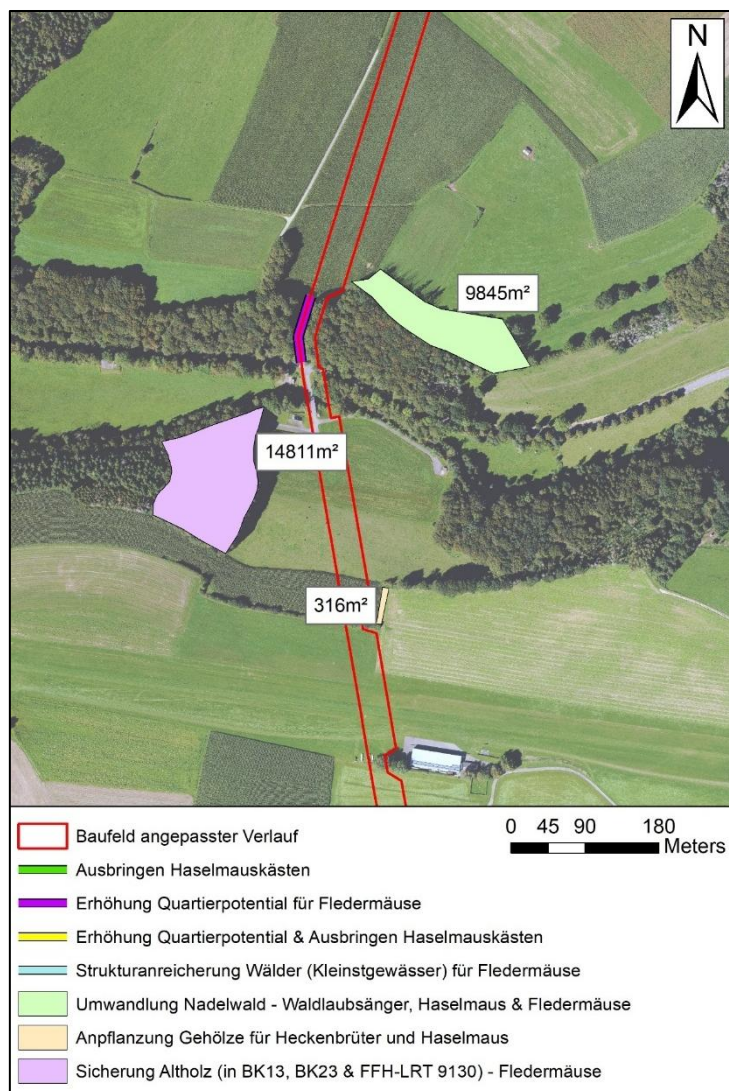 N
9845m²
14811m²
316m²
Baufeld angepasster Verlauf
0 45 90 180
Meters
Ausbringen Haselmauskästen
Erhöhung Quartierpotential für Fledermäuse
Erhöhung Quartierpotential & Ausbringen Haselmauskästen
Strukturanreicherung Wälder (Kleinstgewässer) für Fledermäuse
Umwandlung Nadelwald - Waldlaubsänger, Haselmaus & Fledermäuse
Anpflanzung Gehölze für Heckenbrüter und Haselmaus
Sicherung Altholz (in BK13, BK23 & FFH-LRT 9130) - Fledermäuse